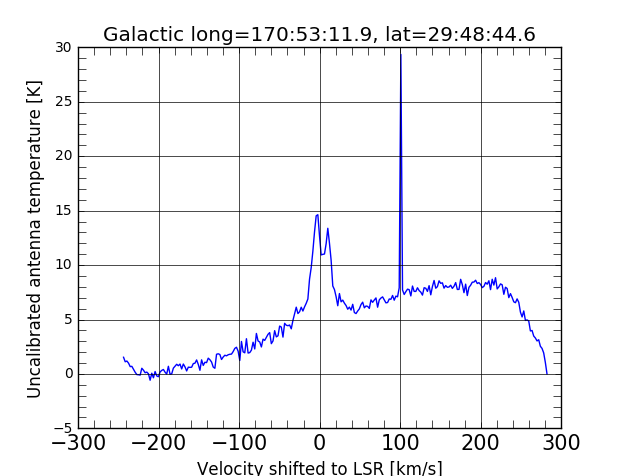 Galactic long=170:53:11.9, lat=29:48:44.6
Uncalibrated antenna temperature [K]
30
25
20
15
10
5
0
−5
−300 −200 −100 0 100 200 300
Velocity shifted to LSR [km/s]